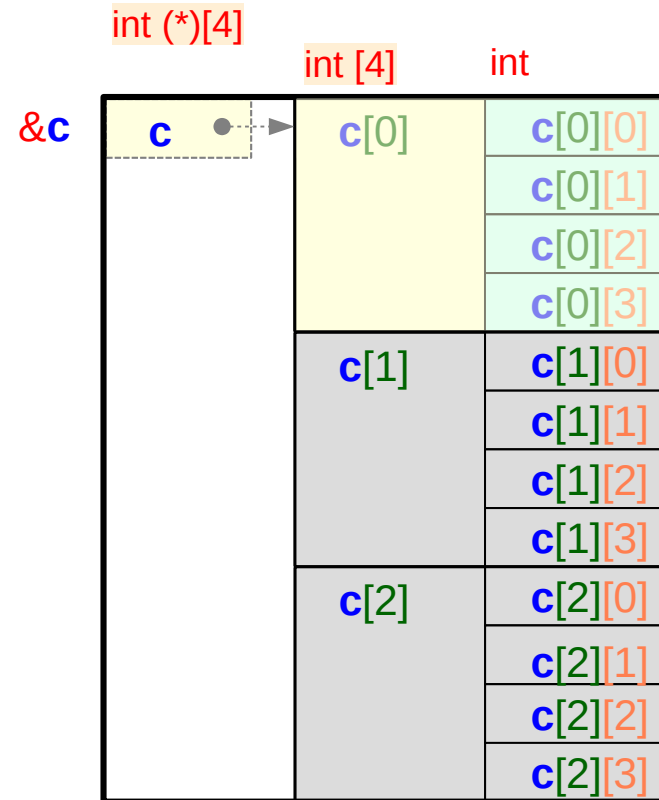 int (*)[4]
int [4] int
&c c c[0] c[0][0]
c[0][1]
c[0][2]
c[0][3]
c[1] c[1][0]
c[1][1]
c[1][2]
c[1][3]
c[2] c[2][0]
c[2][1]
c[2][2]
c[2][3]